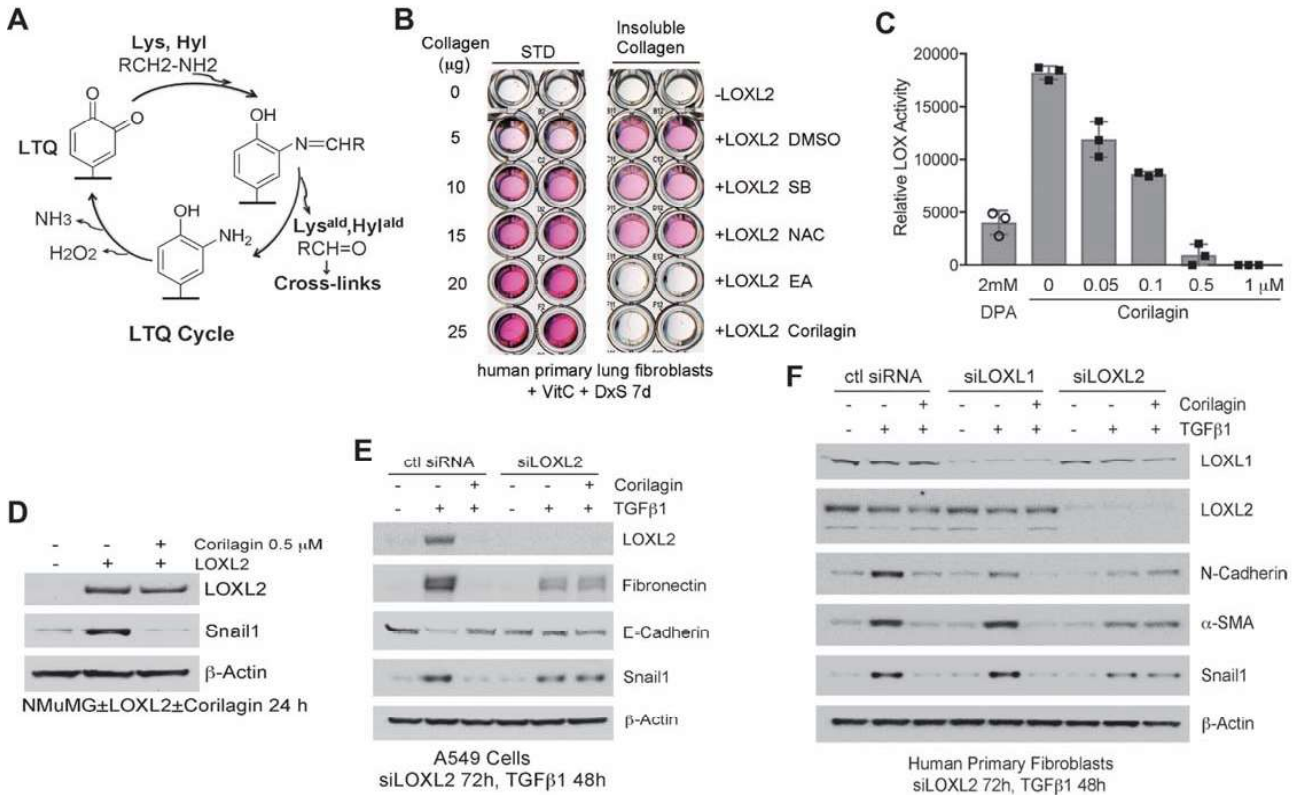 A
Lys, Hyl
RCH2-NH2
O
O
LTQ
OH
N=CHR
NH3
H2O2
OH
NH2
Lysald,Hylald
RCH=O
Cross-links
LTQ Cycle
B
Collagen
(μg)
STD
Insoluble
Collagen
0
-LOXL2
5
+LOXL2 DMSO
10
+LOXL2 SB
15
+LOXL2 NAC
20
+LOXL2 EA
25
+LOXL2 Corilagin
human primary lung fibroblasts
+ VitC + DxS 7d
C
Relative LOX Activity
20000
15000
10000
5000
0
2mM 0 0.05 0.1 0.5 1 μM
DPA Corilagin
D
- - + Corilagin 0.5 μM
- + + LOXL2
LOXL2
Snail1
β-Actin
NMuMG±LOXL2±Corilagin 24 h
E
ctl siRNA siLOXL2
- - + - - + Corilagin
- + + - + + TGFβ1
LOXL2
Fibronectin
E-Cadherin
Snail1
β-Actin
A549 Cells
siLOXL2 72h, TGFβ1 48h
F
ctl siRNA siLOXL1 siLOXL2
- - + - - + - - + Corilagin
- + + - + + - + + TGFβ1
LOXL1
LOXL2
N-Cadherin
α-SMA
Snail1
β-Actin
Human Primary Fibroblasts
siLOXL2 72h, TGFβ1 48h